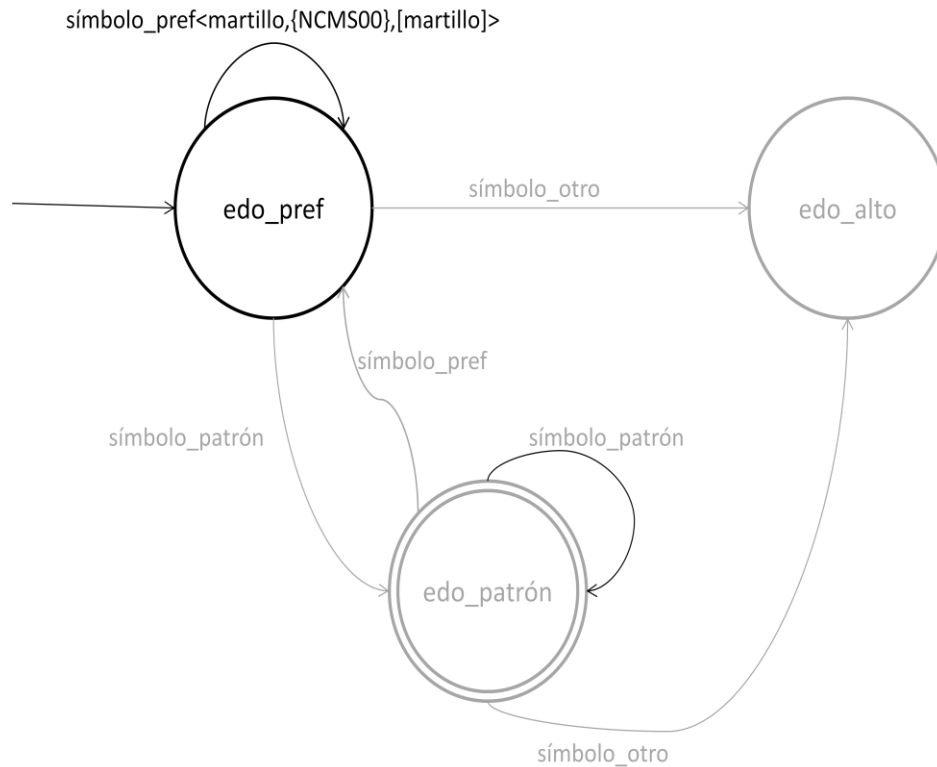 símbolo_pref<martillo,{NCMS00},[martillo]>
símbolo_otro
edo_pref
edo_alto
símbolo_pref
símbolo_patrón
símbolo_patrón
edo_patrón
símbolo_otro